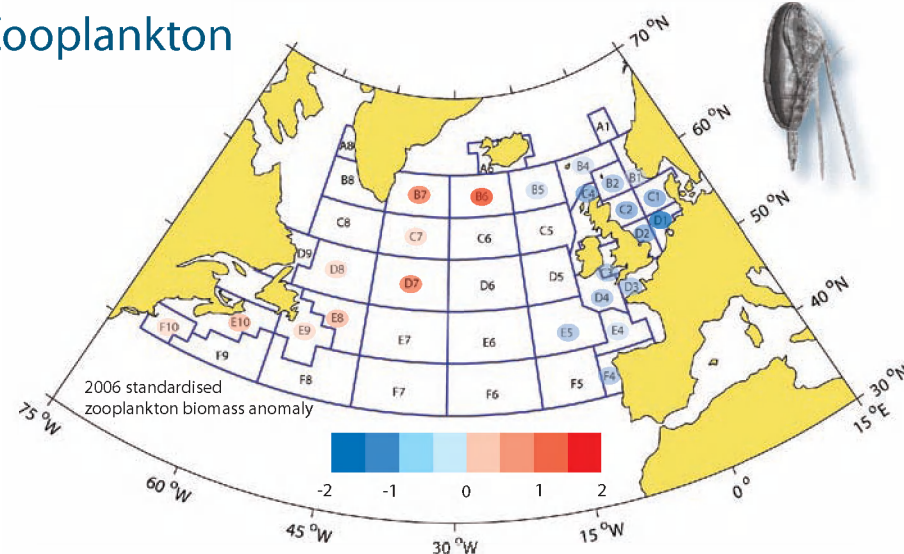 Zooplankton
70 °N
60 °N
50 °N
40 °N
30 °N
15 °E
0°
15 °W
30 °W
45 °W
60 °W
75 °W
A1
A8
A6
B8
B7
B6
B5
B4
C4
B2
B1
C1
C2
D1
D2
C8
C7
C6
C5
D9
D8
D7
D6
D5
D4
D3
F10
E10
E9
E8
E7
E6
E5
E4
F9
F8
F7
F6
F5
F4
2006 standardised
zooplankton biomass anomaly
-2 -1 0 1 2